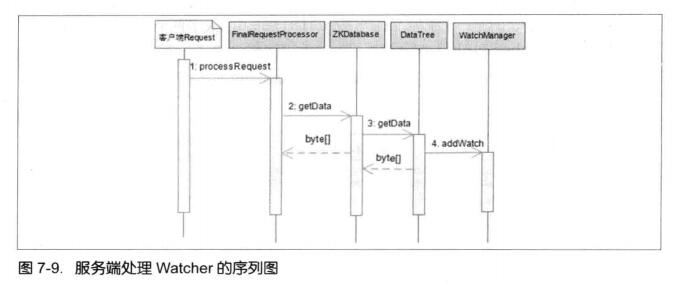 客户端Request FinalRequestProcessor ZKDatabase DataTree WatchManager
1: processRequest
2: getData
3: getData
byte[]
4. addWatch
byte[]
图 7-9. 服务端处理 Watcher 的序列图